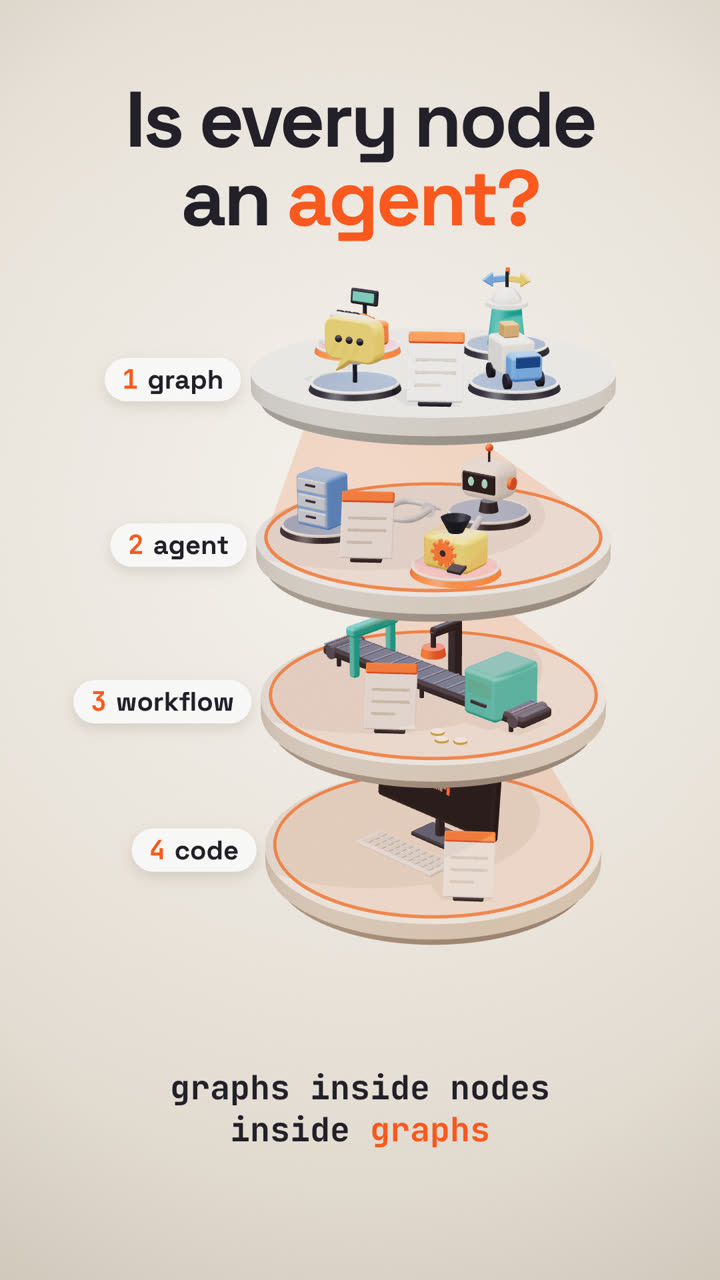 Is every node
an agent?
1 graph
2 agent
3 workflow
4 code
graphs inside nodes
inside graphs